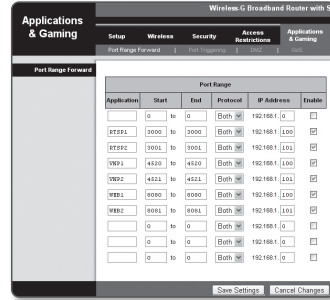 Wireless-G Broadband Router with S
Applications
& Gaming
Setup Wireless Security Access Restrictions Applications & Gaming
Port Range Forward | Port Triggering | DMZ | QoS
Port Range Forward
Port Range
Application Start End Protocol IP Address Enable
0 to 0 Both 192.168.1. 0
RTSP1 3000 to 3000 Both 192.168.1. 100
RTSP2 3001 to 3001 Both 192.168.1. 101
VNP1 4520 to 4520 Both 192.168.1. 100
VNP2 4521 to 4521 Both 192.168.1. 101
WEB1 8080 to 8080 Both 192.168.1. 100
WEB2 8081 to 8081 Both 192.168.1. 101
0 to 0 Both 192.168.1. 0
0 to 0 Both 192.168.1. 0
0 to 0 Both 192.168.1. 0
Save Settings Cancel Changes